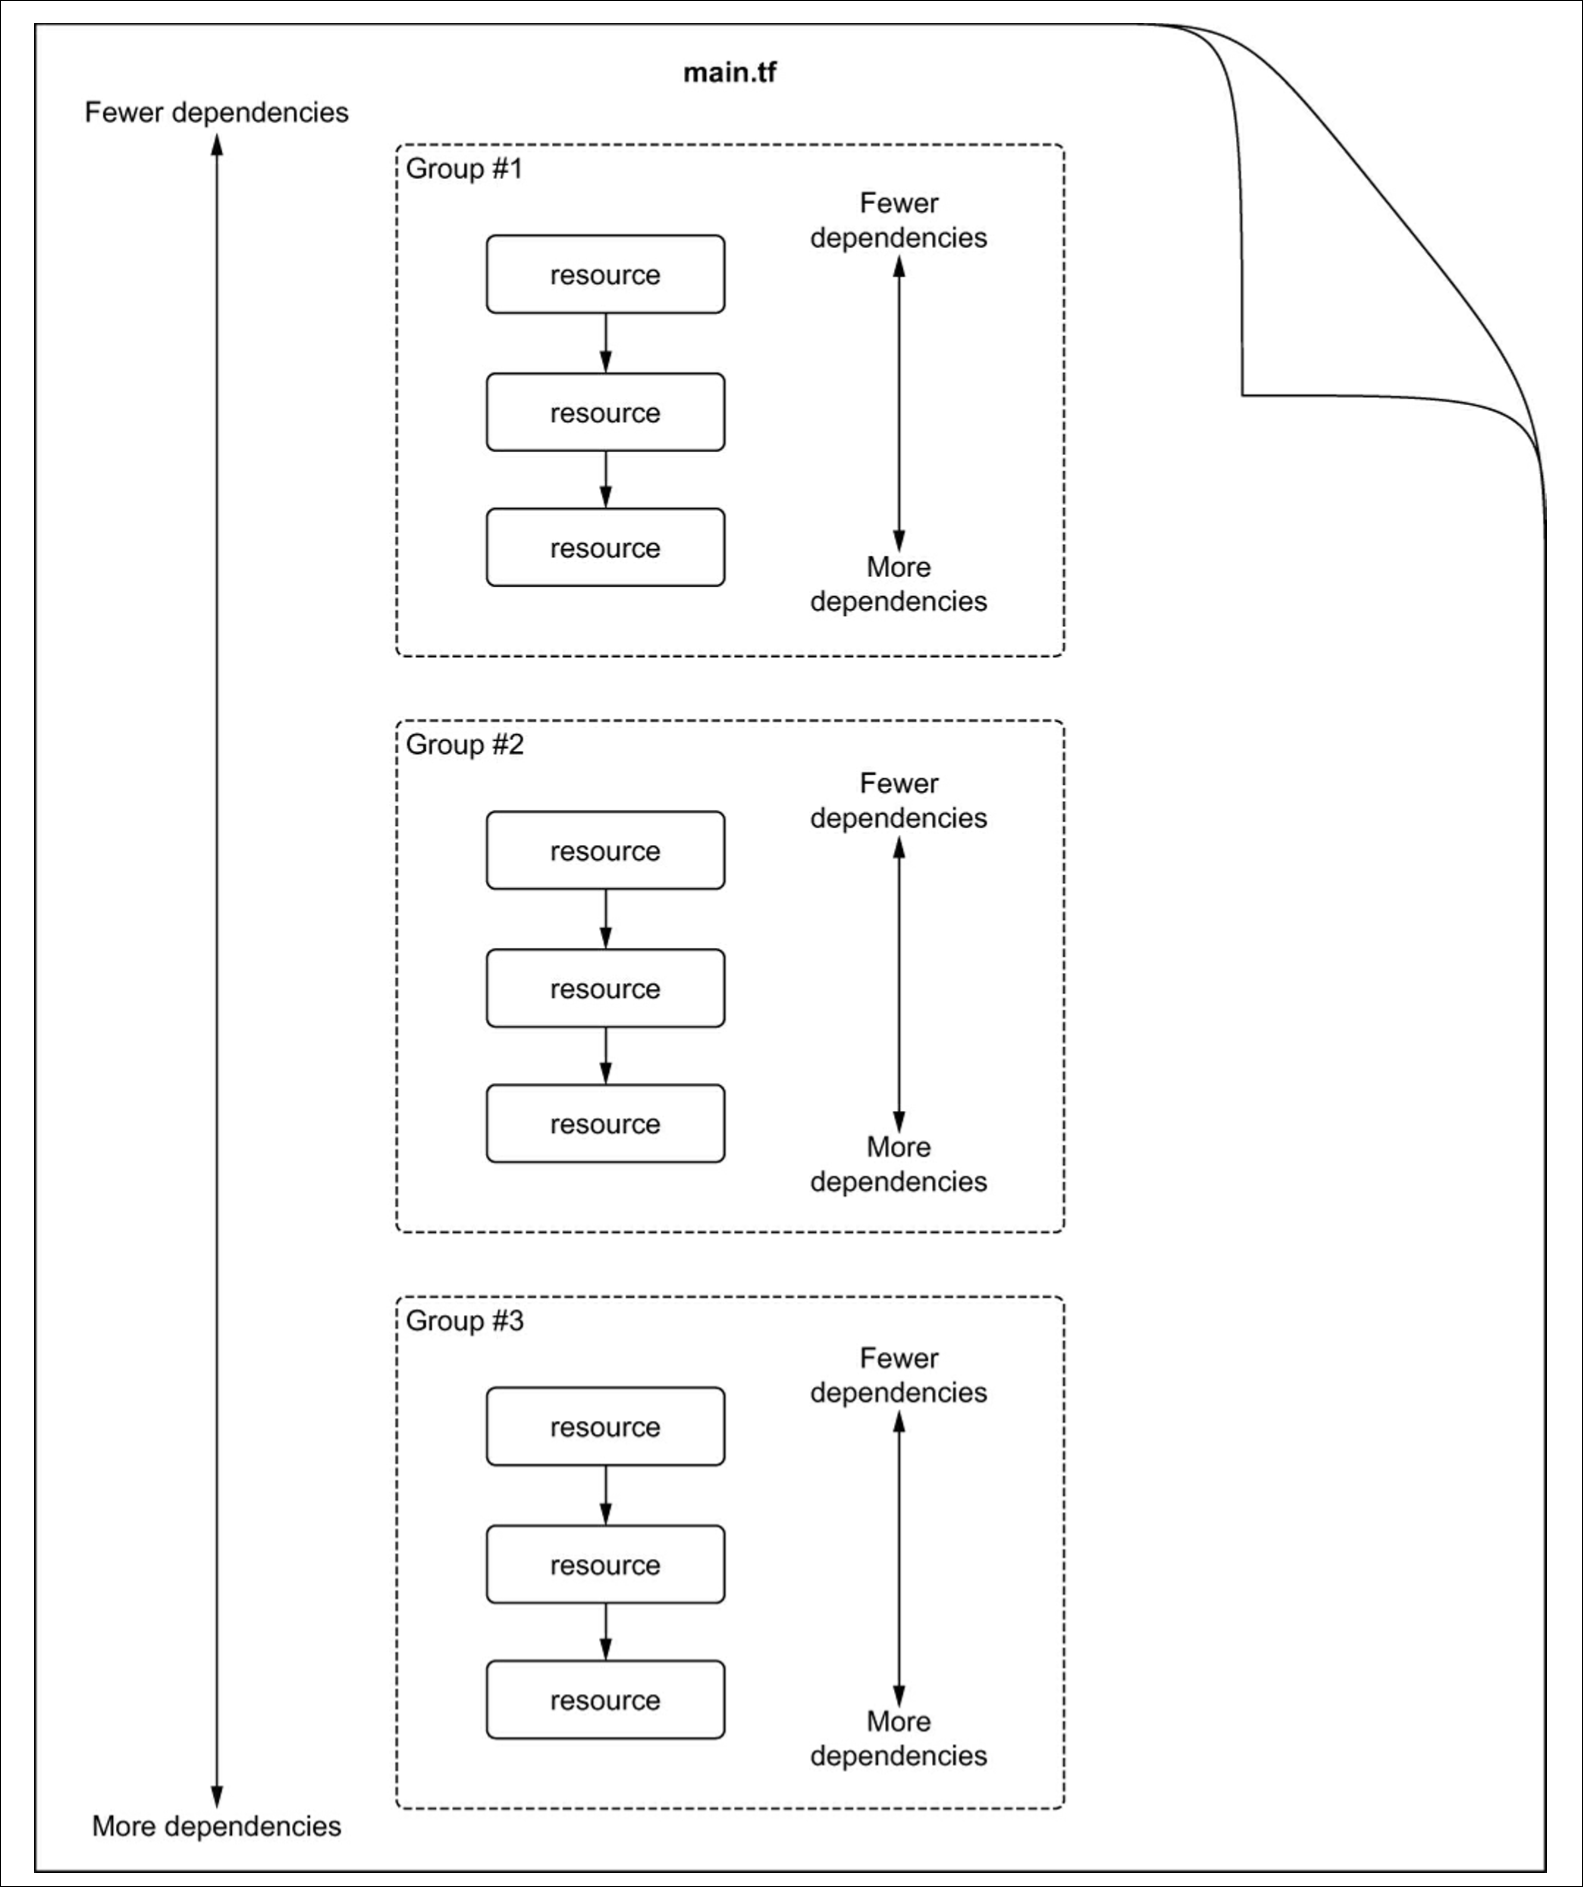 main.tf
Fewer dependencies
Group #1
Fewer
dependencies
resource
resource
resource
More
dependencies
Group #2
Fewer
dependencies
resource
resource
resource
More
dependencies
Group #3
Fewer
dependencies
resource
resource
resource
More
dependencies
More dependencies